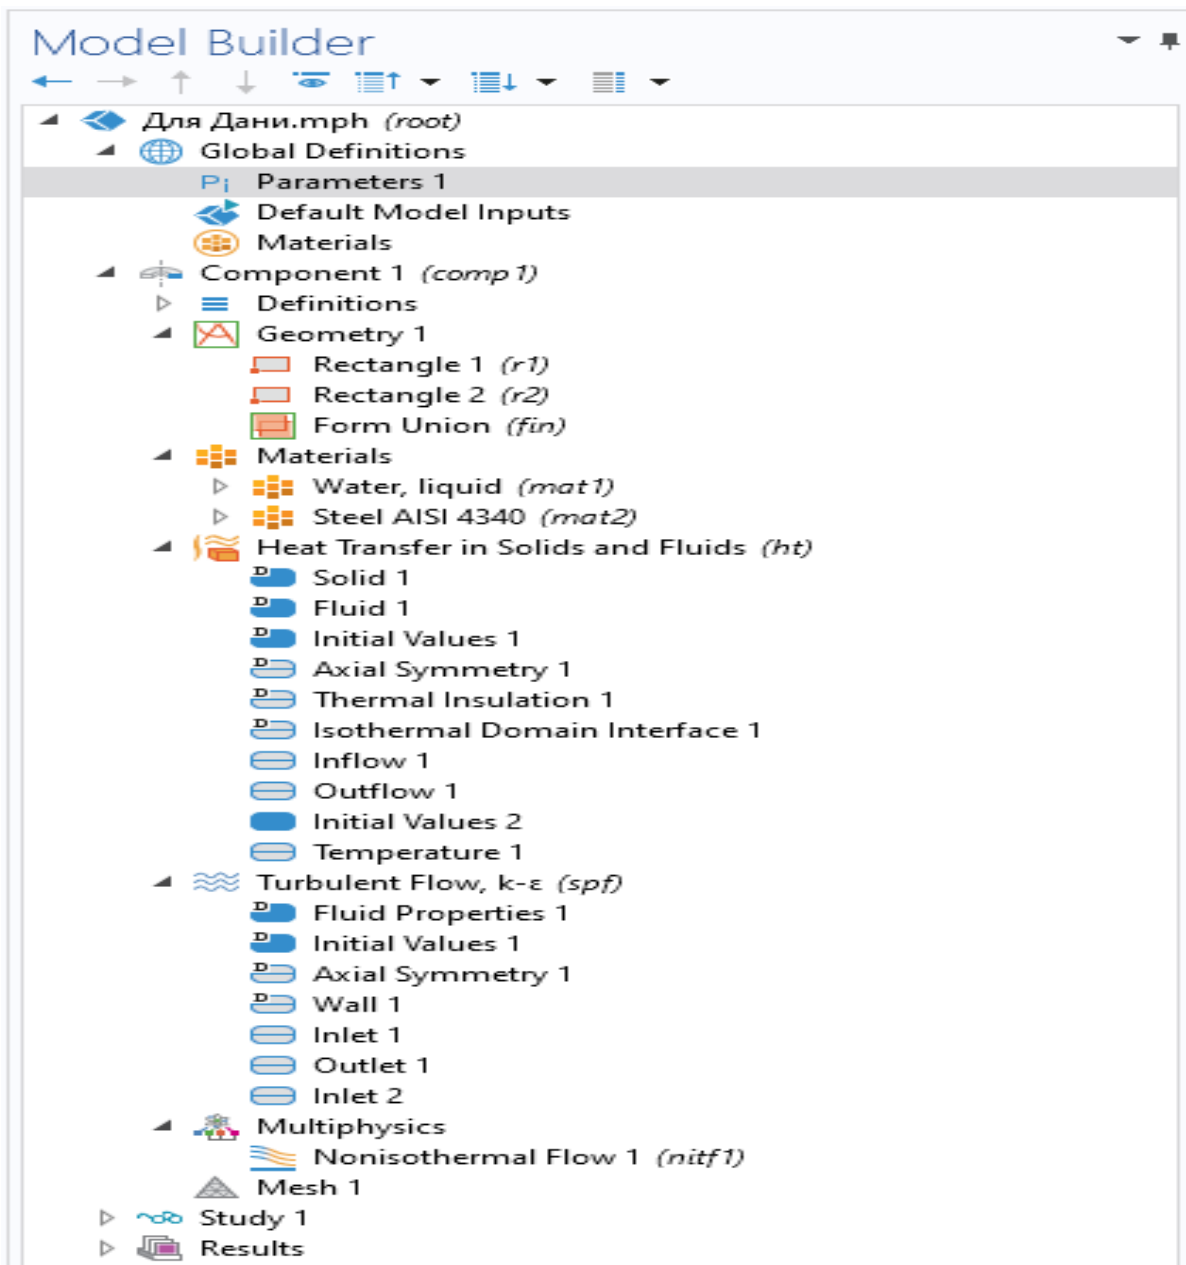 Model Builder
Для Дани.mph (root)
Global Definitions
Pi Parameters 1
Default Model Inputs
Materials
Component 1 (comp1)
Definitions
Geometry 1
Rectangle 1 (r1)
Rectangle 2 (r2)
Form Union (fin)
Materials
Water, liquid (mat1)
Steel AISI 4340 (mat2)
Heat Transfer in Solids and Fluids (ht)
D Solid 1
D Fluid 1
D Initial Values 1
D Axial Symmetry 1
D Thermal Insulation 1
D Isothermal Domain Interface 1
Inflow 1
Outflow 1
Initial Values 2
Temperature 1
Turbulent Flow, k-ε (spf)
D Fluid Properties 1
D Initial Values 1
D Axial Symmetry 1
D Wall 1
Inlet 1
Outlet 1
Inlet 2
Multiphysics
Nonisothermal Flow 1 (nitf1)
Mesh 1
Study 1
Results